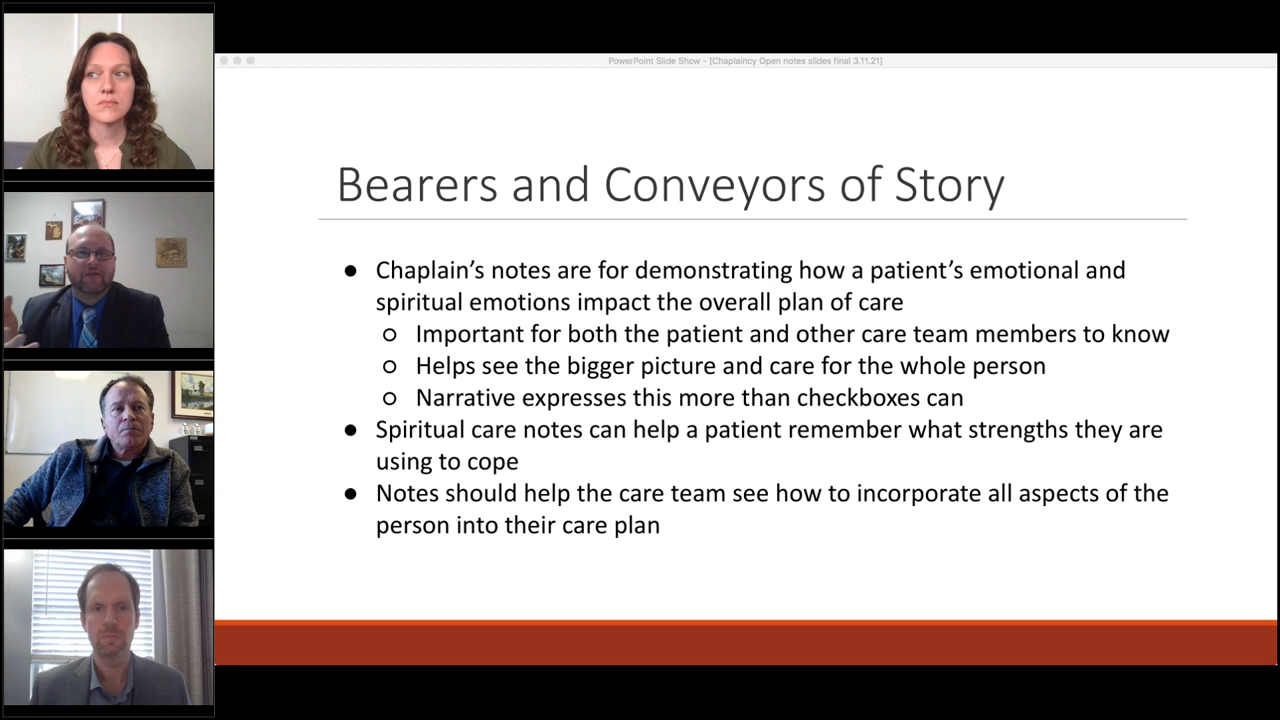 PowerPoint Slide Show - [Chaplaincy Open notes slides final 3.11.21]
Bearers and Conveyors of Story
● Chaplain’s notes are for demonstrating how a patient’s emotional and
spiritual emotions impact the overall plan of care
○ Important for both the patient and other care team members to know
○ Helps see the bigger picture and care for the whole person
○ Narrative expresses this more than checkboxes can
● Spiritual care notes can help a patient remember what strengths they are
using to cope
● Notes should help the care team see how to incorporate all aspects of the
person into their care plan